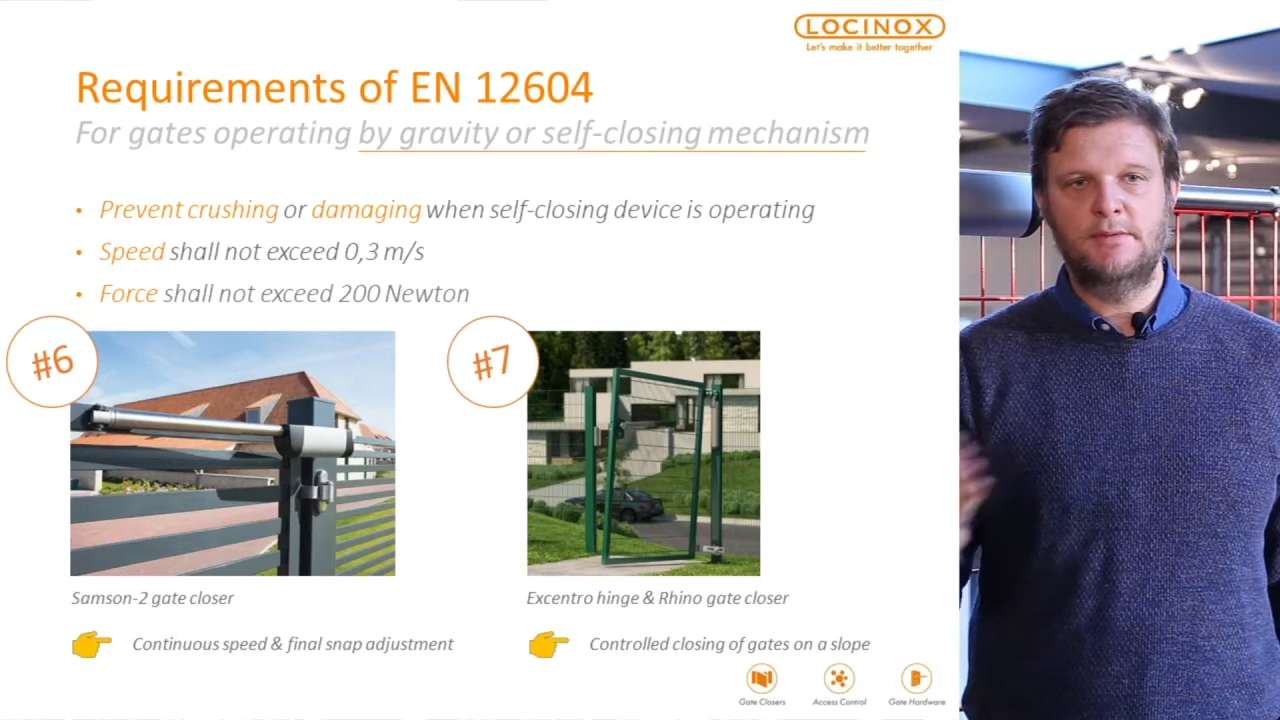 LOCINOX
Let's make it better together
Requirements of EN 12604
For gates operating by gravity or self-closing mechanism
• Prevent crushing or damaging when self-closing device is operating
• Speed shall not exceed 0,3 m/s
• Force shall not exceed 200 Newton
#6
#7
Samson-2 gate closer
Excentro hinge & Rhino gate closer
Continuous speed & final snap adjustment
Controlled closing of gates on a slope
Gate Closers
Access Control
Gate Hardware